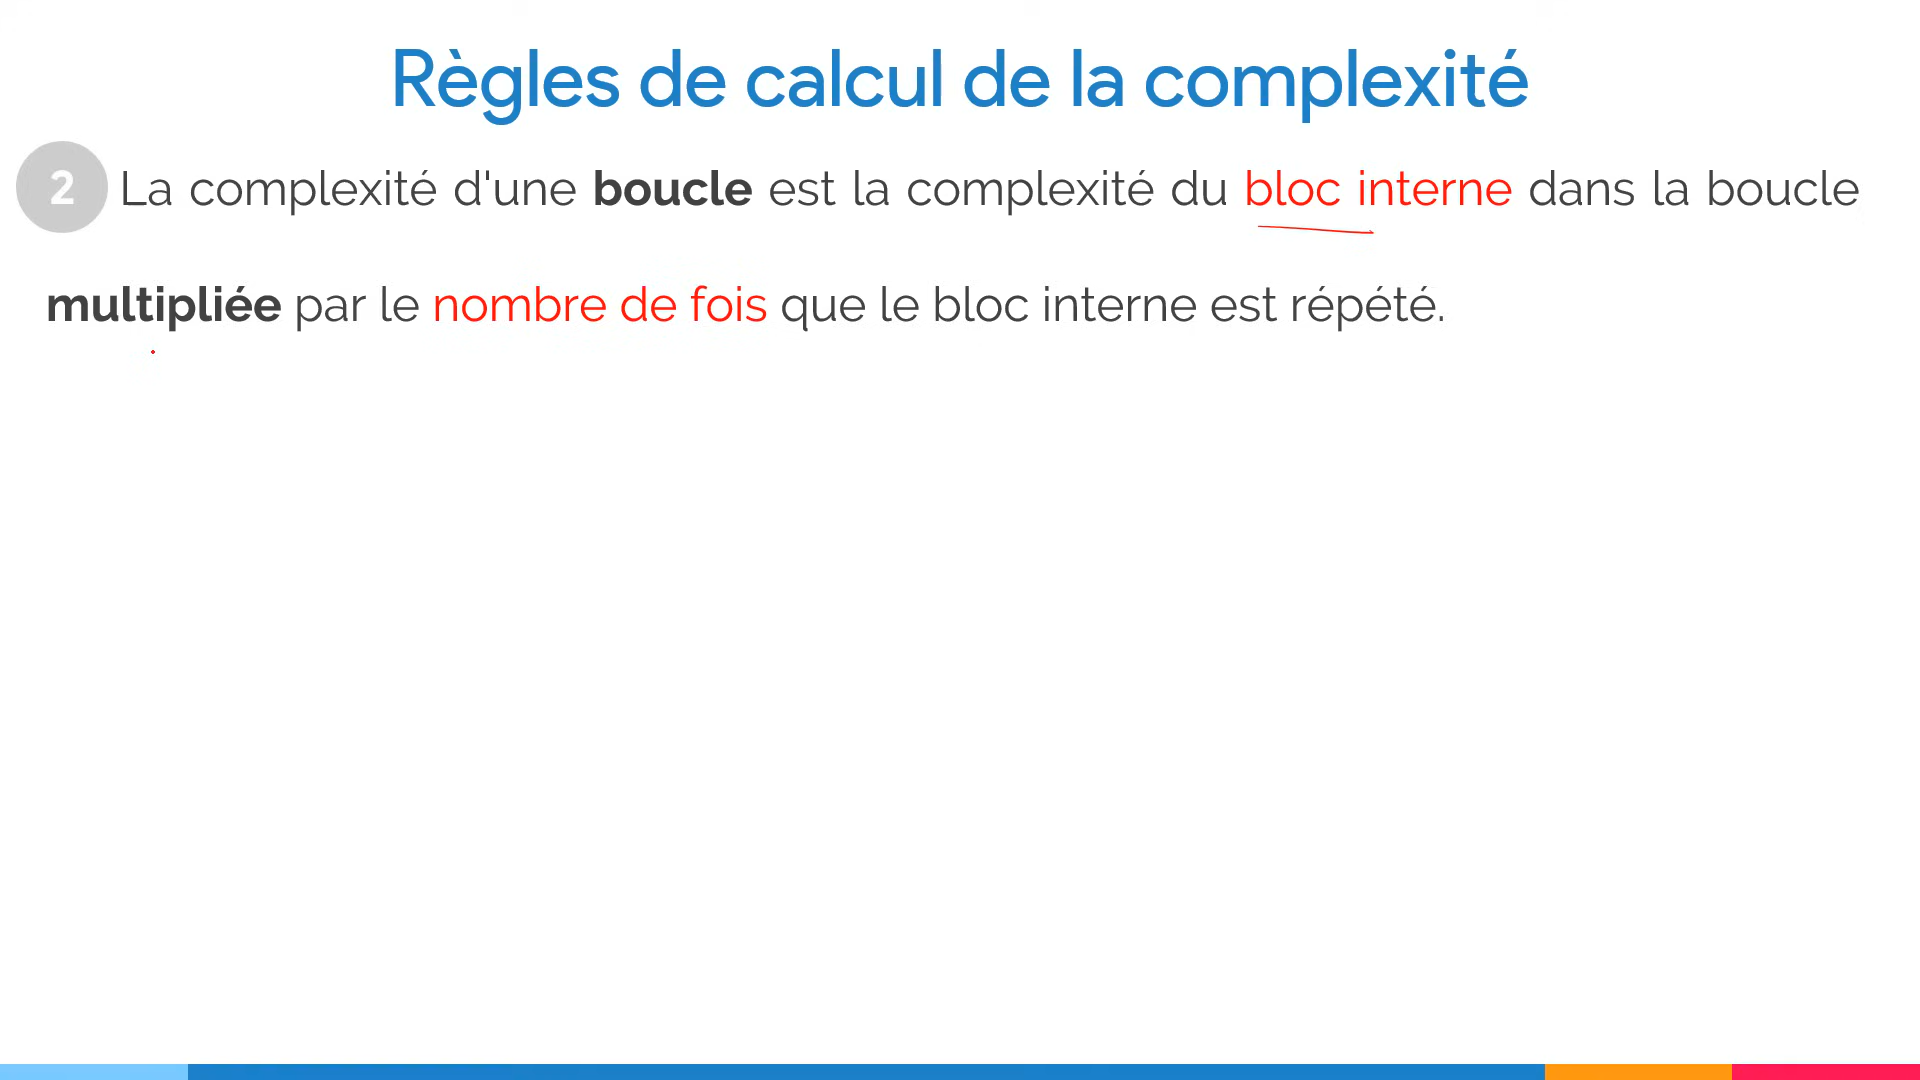 Règles de calcul de la complexité
2 La complexité d'une boucle est la complexité du bloc interne dans la boucle
multipliée par le nombre de fois que le bloc interne est répété.